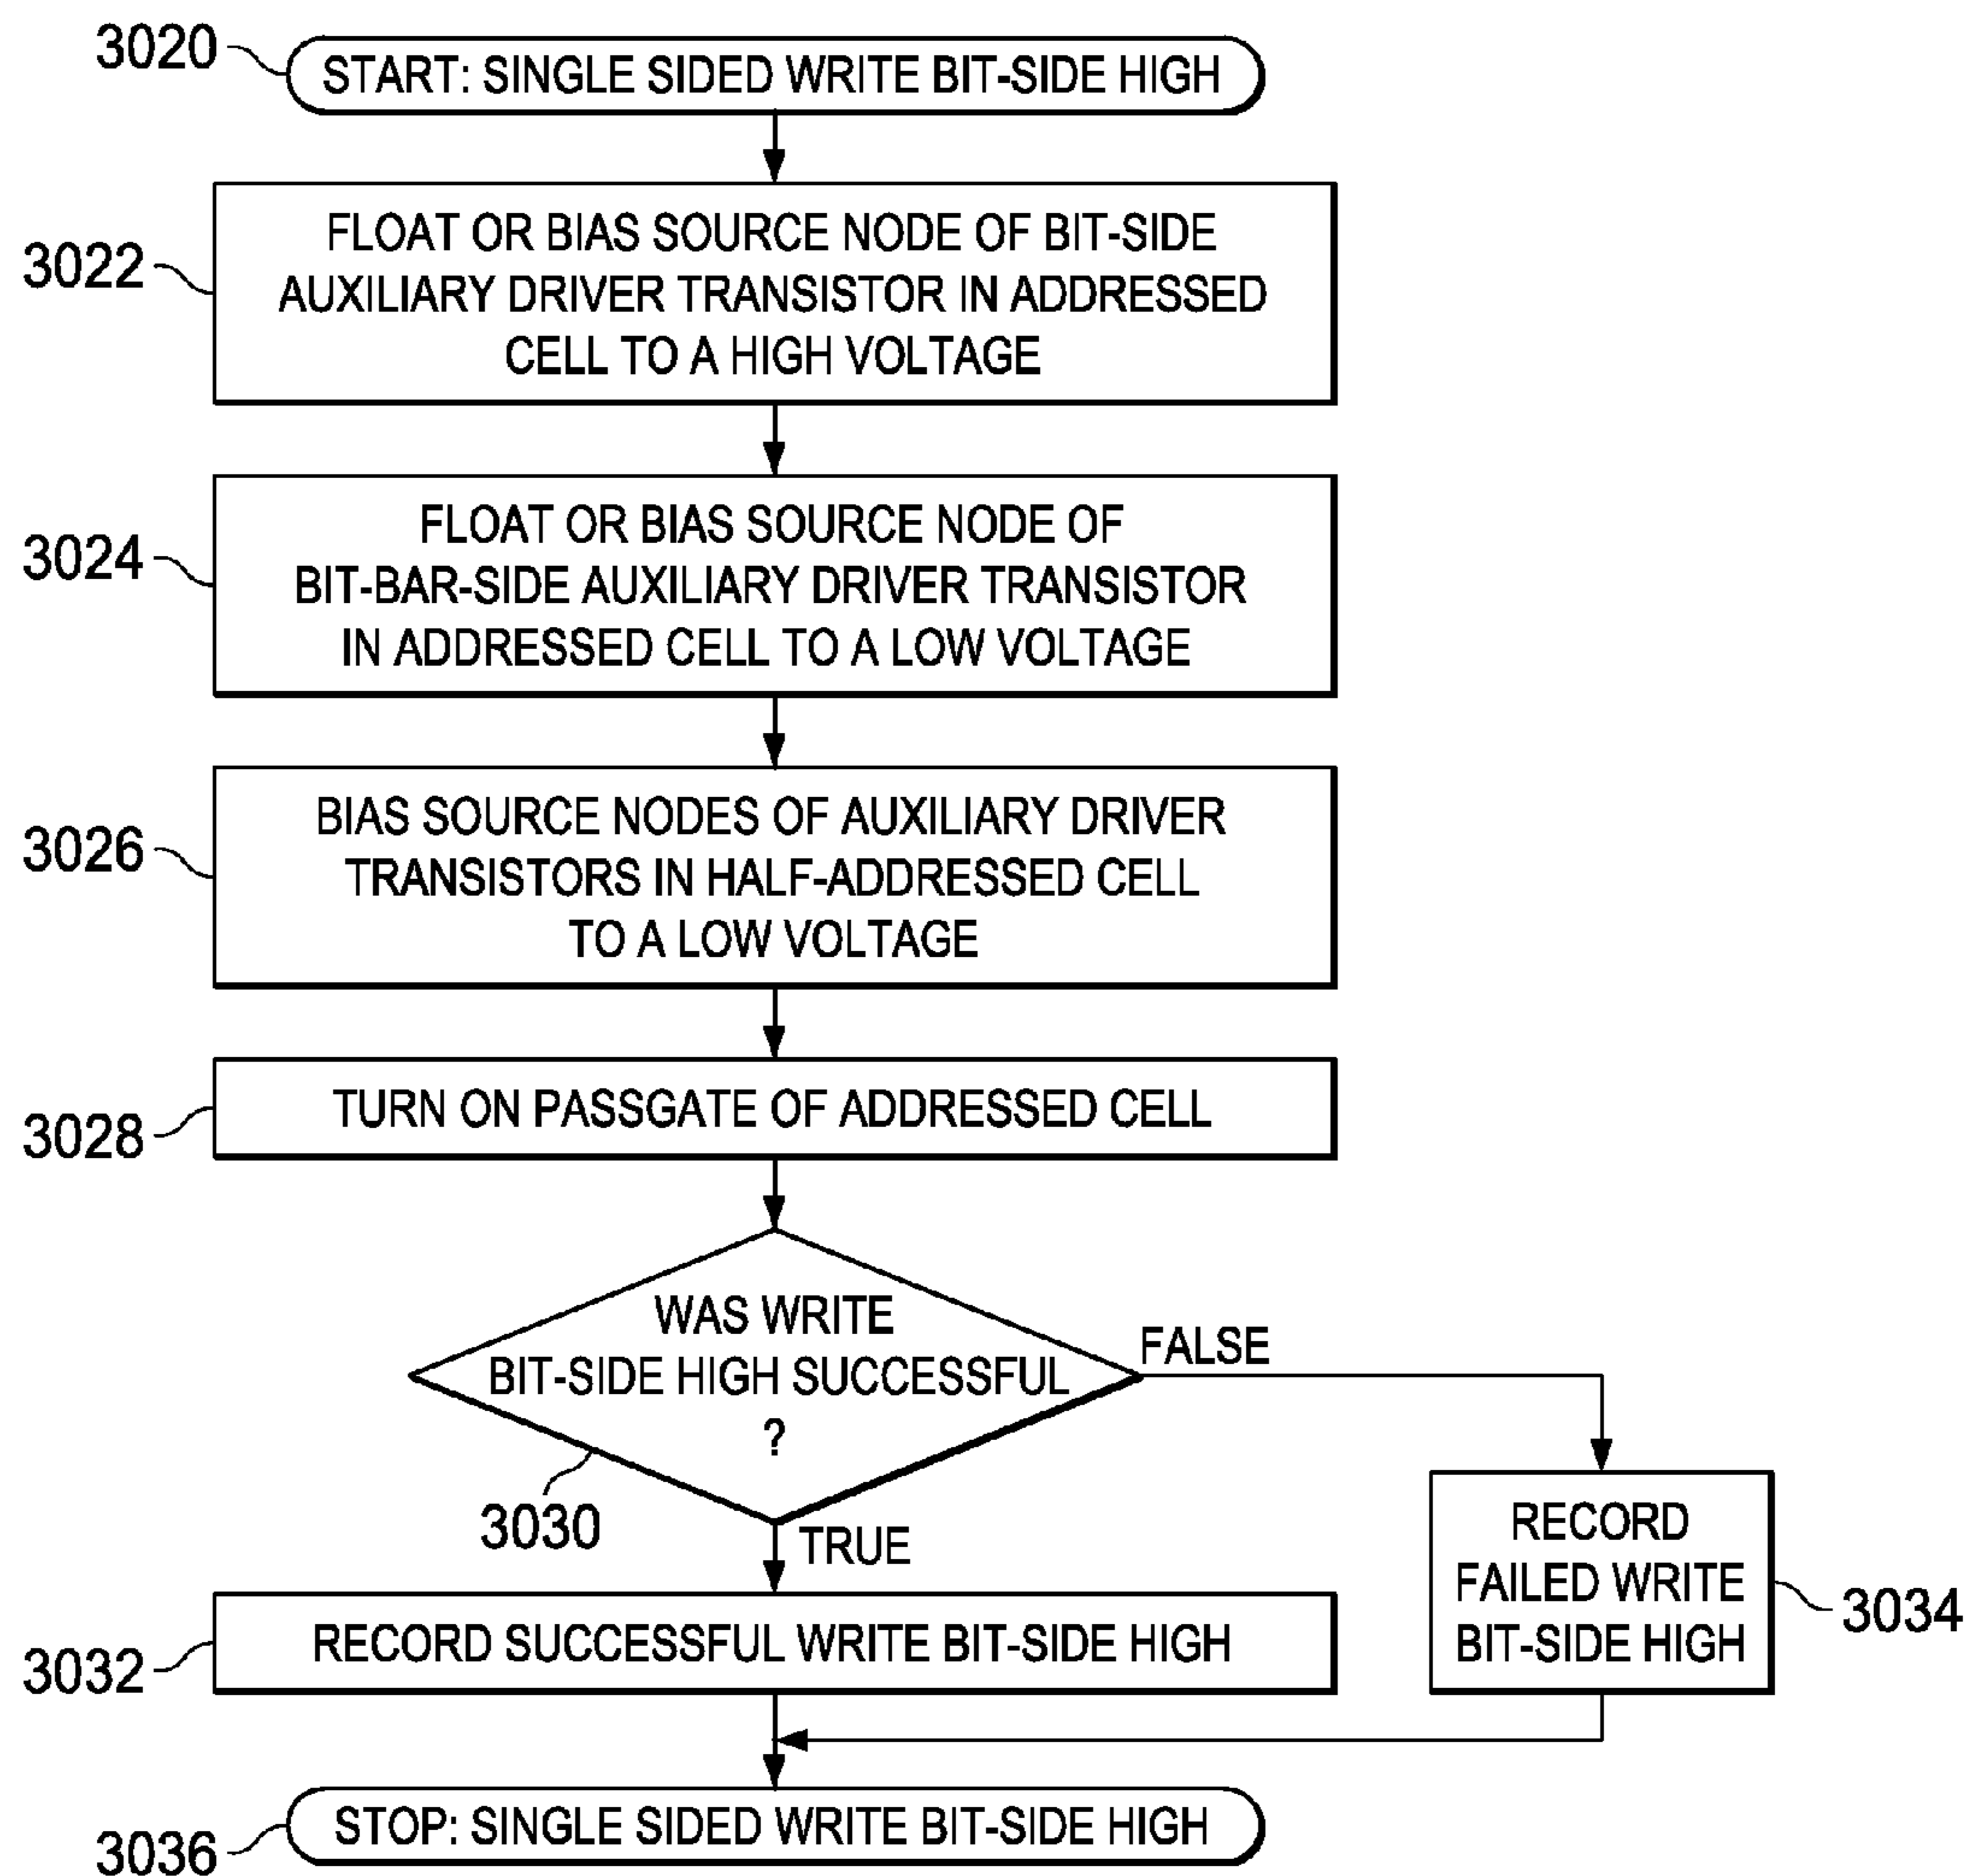 3020
START: SINGLE SIDED WRITE BIT-SIDE HIGH
3022
FLOAT OR BIAS SOURCE NODE OF BIT-SIDE
AUXILIARY DRIVER TRANSISTOR IN ADDRESSED
CELL TO A HIGH VOLTAGE
3024
FLOAT OR BIAS SOURCE NODE OF
BIT-BAR-SIDE AUXILIARY DRIVER TRANSISTOR
IN ADDRESSED CELL TO A LOW VOLTAGE
3026
BIAS SOURCE NODES OF AUXILIARY DRIVER
TRANSISTORS IN HALF-ADDRESSED CELL
TO A LOW VOLTAGE
3028
TURN ON PASSGATE OF ADDRESSED CELL
WAS WRITE
BIT-SIDE HIGH SUCCESSFUL
?
FALSE
3030
TRUE
RECORD
FAILED WRITE
BIT-SIDE HIGH
3034
3032
RECORD SUCCESSFUL WRITE BIT-SIDE HIGH
3036
STOP: SINGLE SIDED WRITE BIT-SIDE HIGH